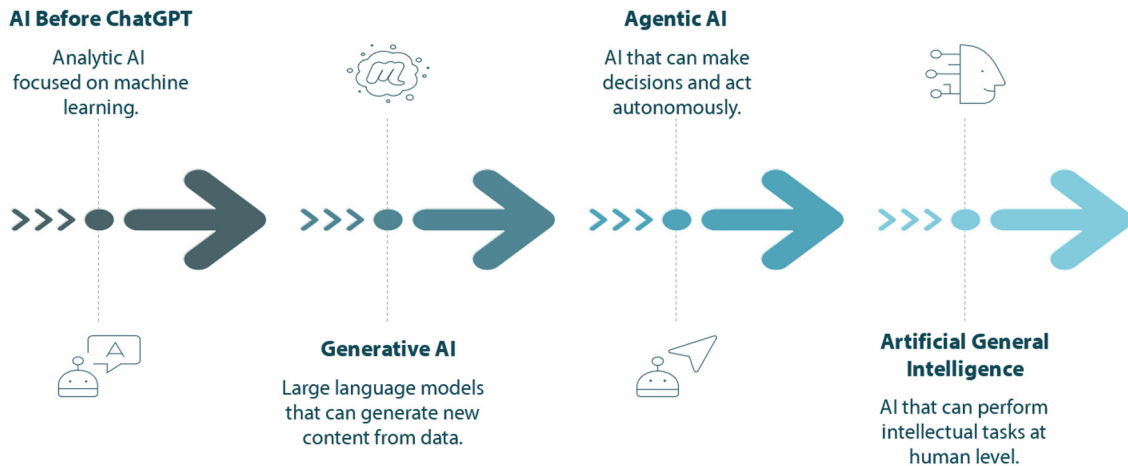 AI Before ChatGPT
Analytic AI
focused on machine
learning.
A
Generative AI
Large language models
that can generate new
content from data.
Agentic AI
AI that can make
decisions and act
autonomously.
Artificial General
Intelligence
AI that can perform
intellectual tasks at
human level.